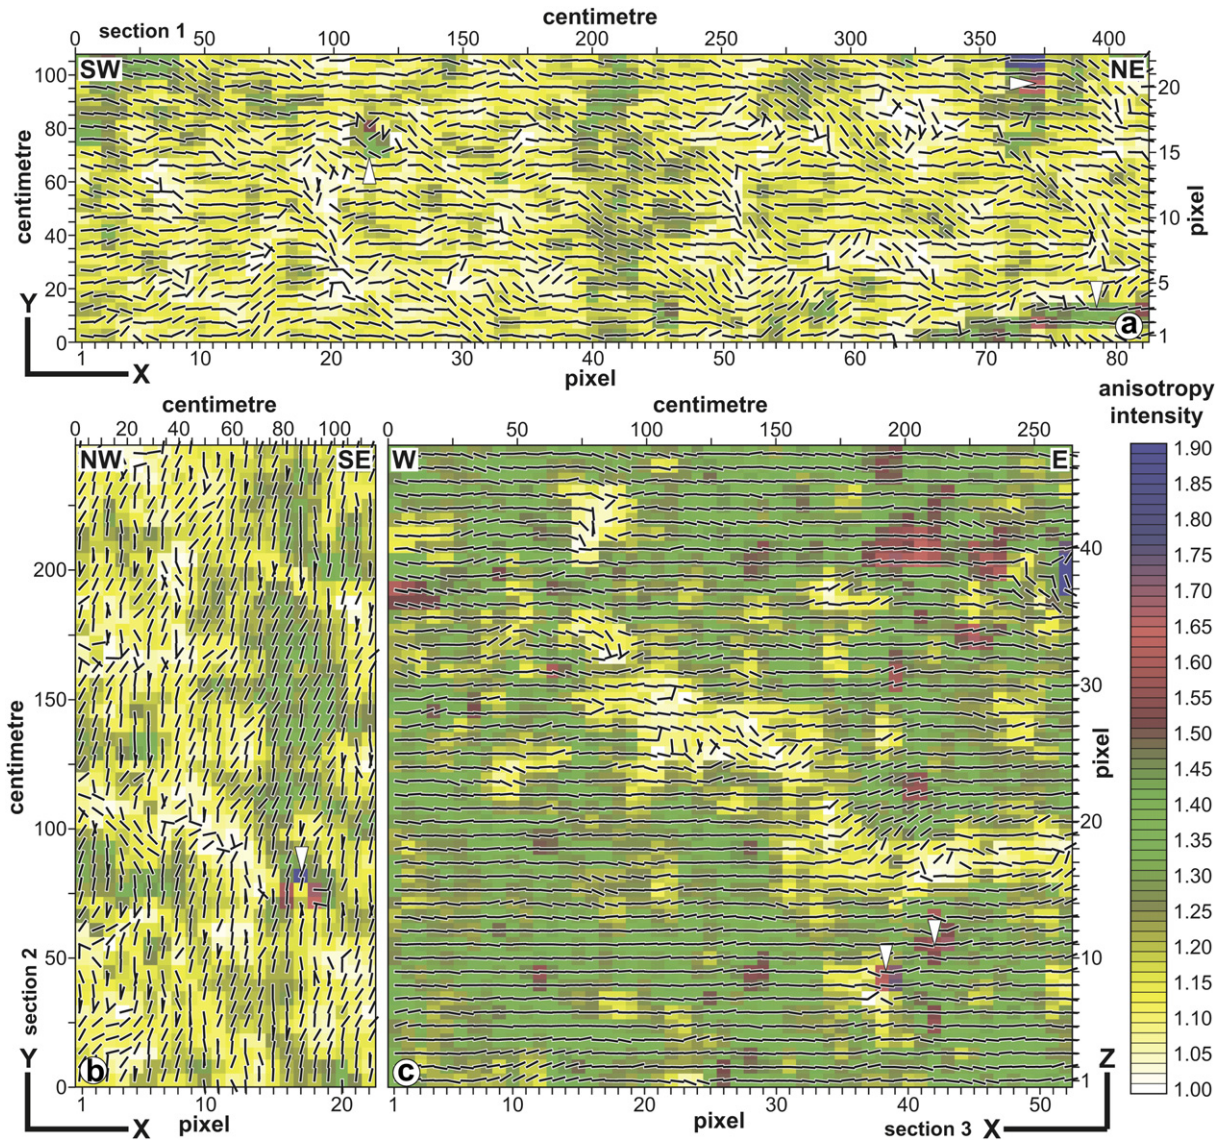 centimetre
section 1
0 50 100 150 200 250 300 350 400
SW NE
centimetre
100
80
60
40
20
0
20
15
10
5
1
pixel
a
Y
X
1 10 20 30 40 50 60 70 80
pixel
centimetre
0 20 40 60 80 100
NW SE
centimetre
200
150
100
50
0
section 2
b
Y
X
1 10 20
pixel
centimetre
0 50 100 150 200 250
W E
40
30
20
10
1
pixel
c
Z
X
1 10 20 30 40 50
pixel
section 3
anisotropy
intensity
1.90
1.85
1.80
1.75
1.70
1.65
1.60
1.55
1.50
1.45
1.40
1.35
1.30
1.25
1.20
1.15
1.10
1.05
1.00